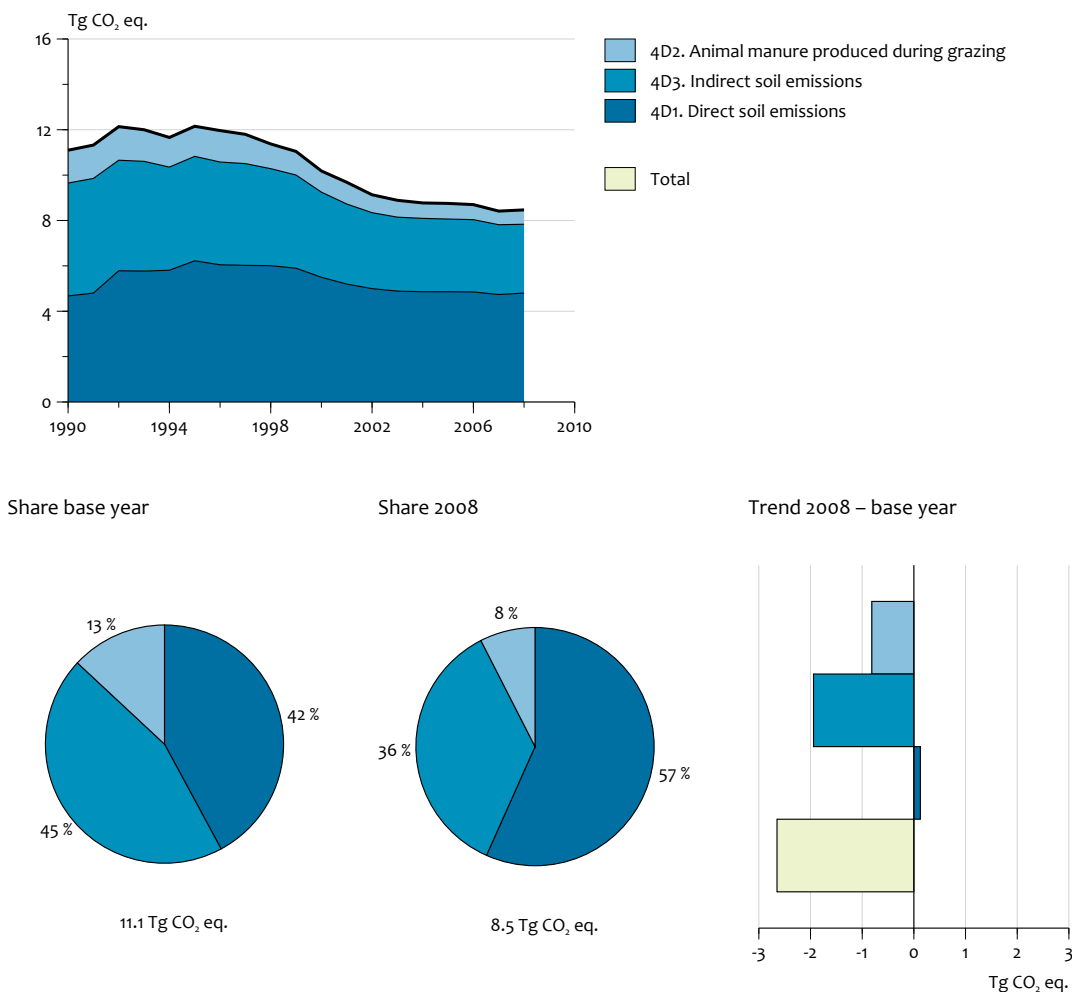 Tg CO₂ eq.
16
12
8
4
0
1990 1994 1998 2002 2006 2010
4D2. Animal manure produced during grazing
4D3. Indirect soil emissions
4D1. Direct soil emissions
Total
Share base year
13 %
42 %
45 %
11.1 Tg CO₂ eq.
Share 2008
8 %
36 %
57 %
8.5 Tg CO₂ eq.
Trend 2008 – base year
-3 -2 -1 0 1 2 3
Tg CO₂ eq.